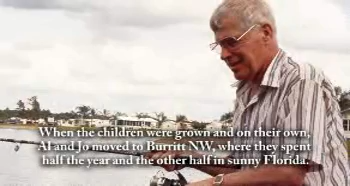 When the children were grown and on their own,
Al and Jo moved to Burritt NW, where they spent
half the year and the other half in sunny Florida.